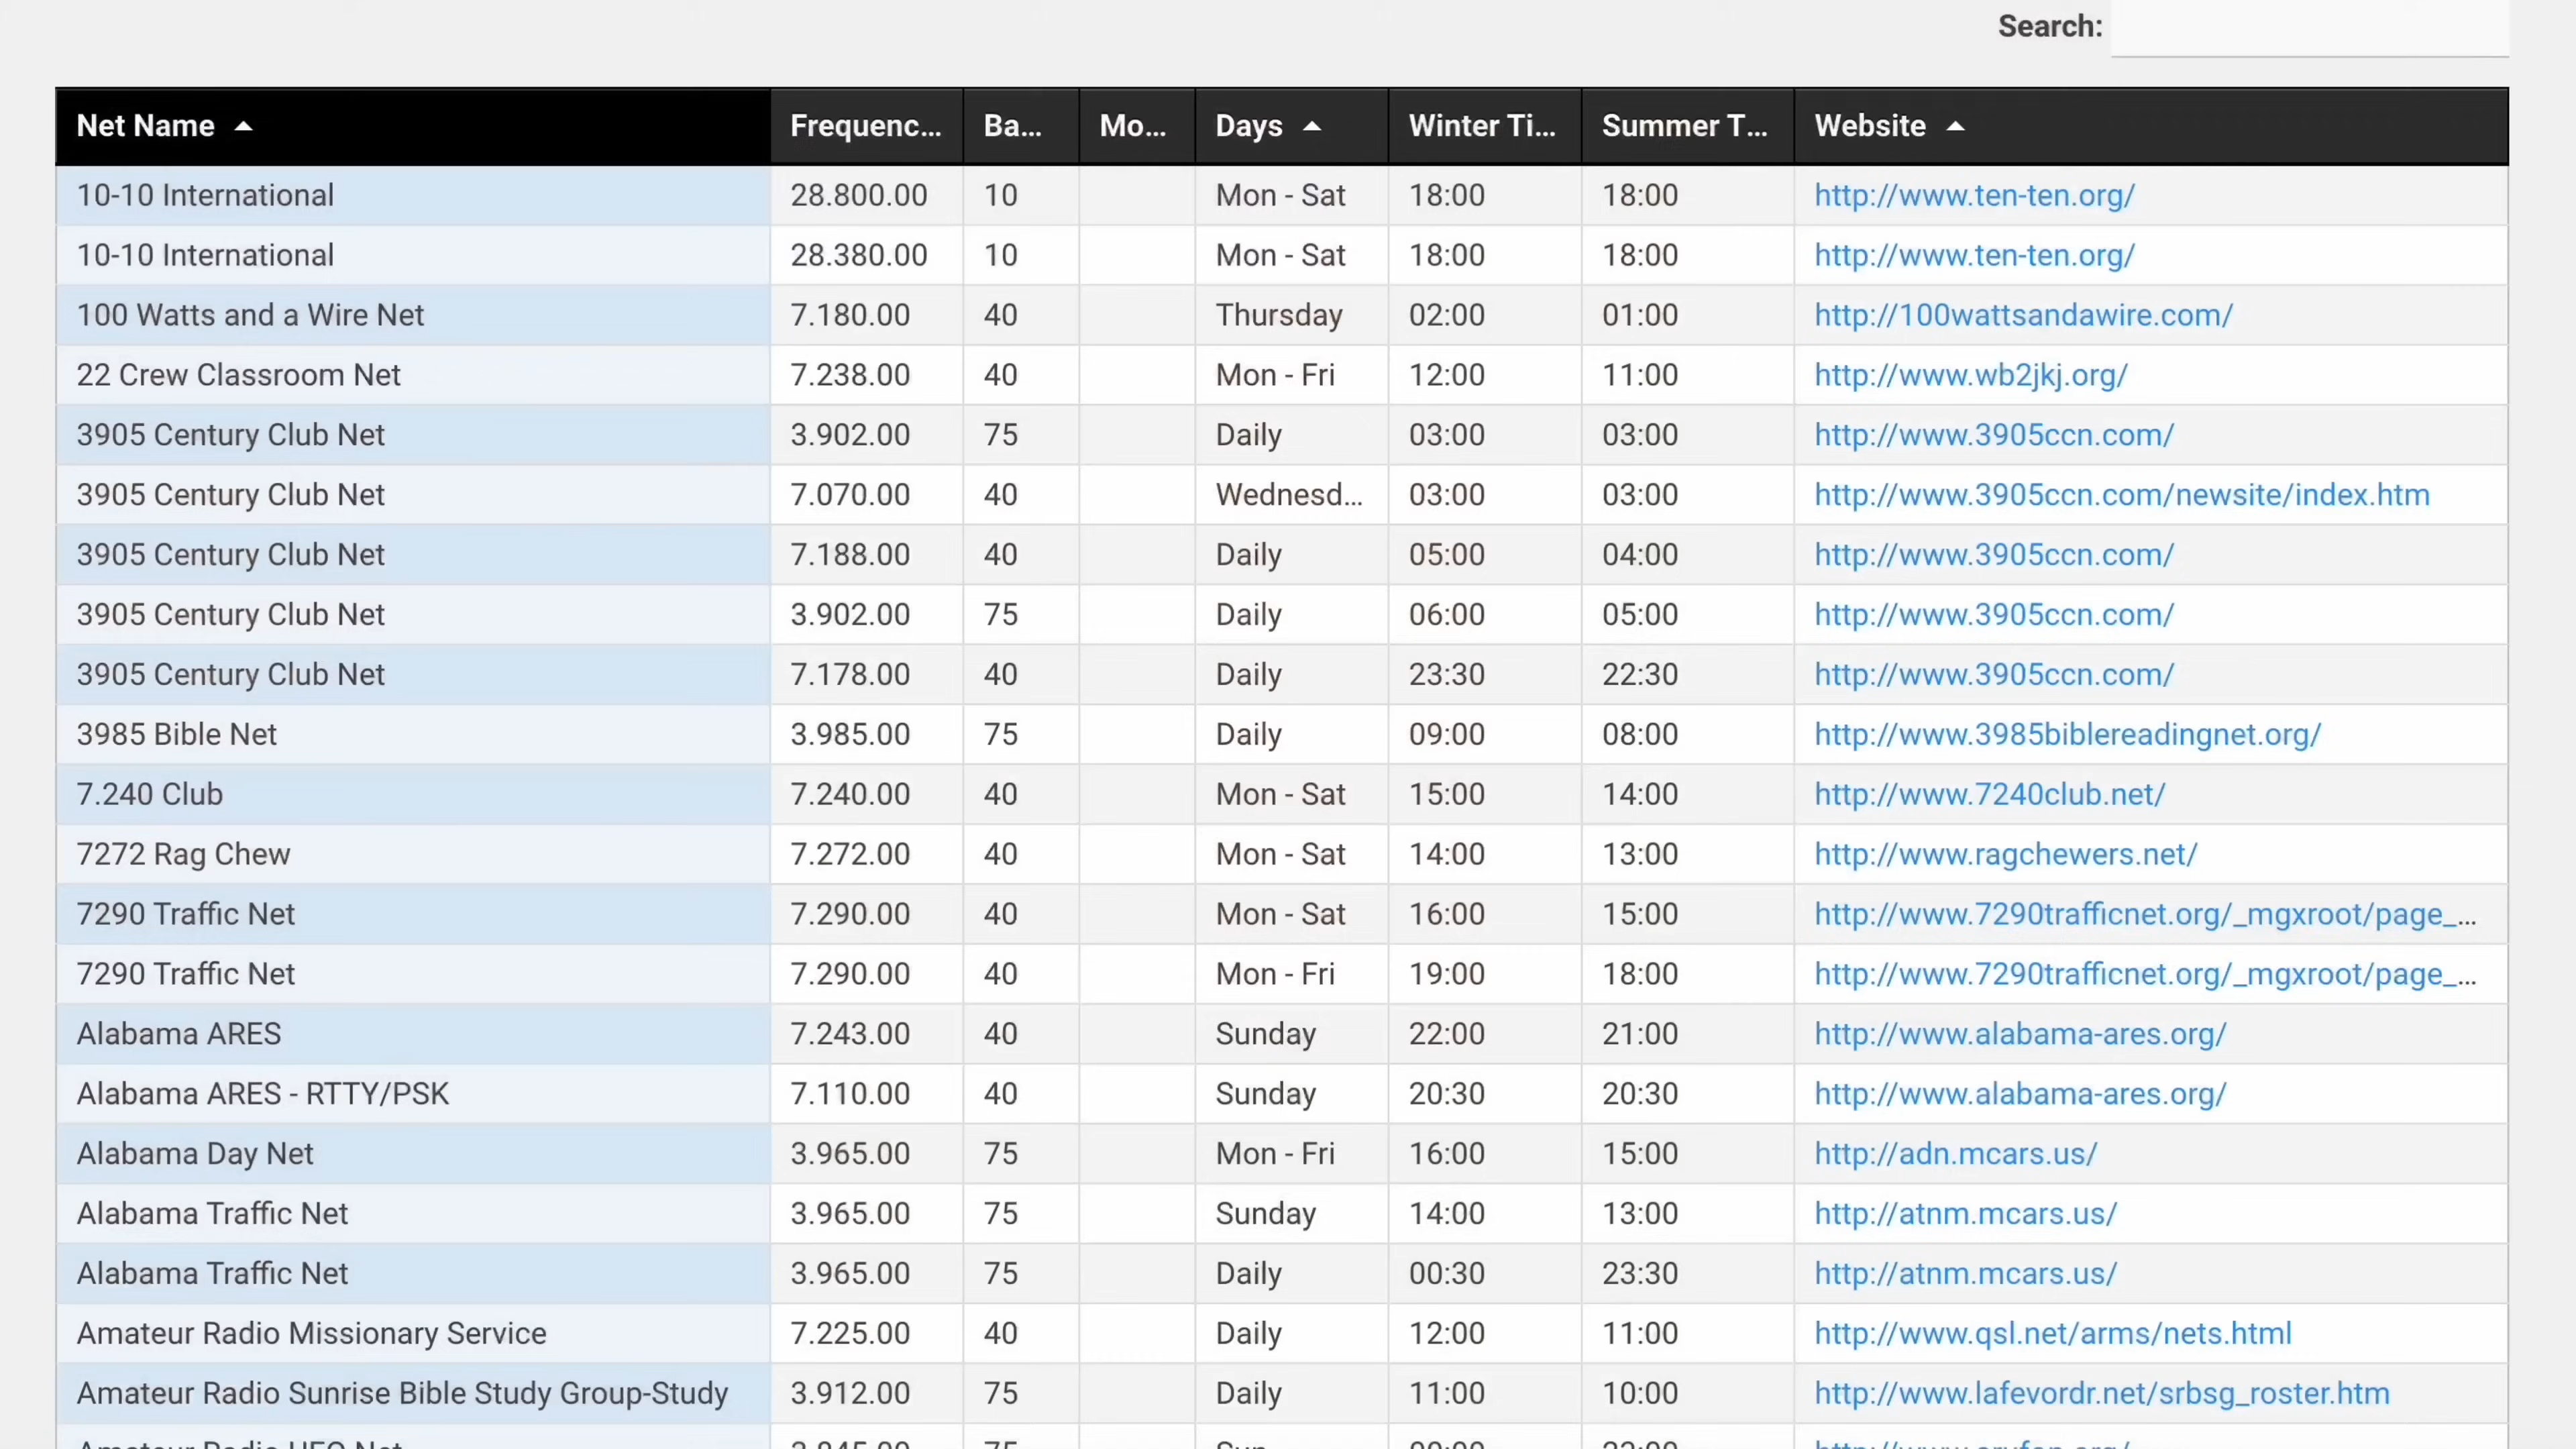 Search:
Net Name Frequenc... Ba... Mo... Days Winter Ti... Summer T... Website
10-10 International 28.800.00 10 Mon - Sat 18:00 18:00 http://www.ten-ten.org/
10-10 International 28.380.00 10 Mon - Sat 18:00 18:00 http://www.ten-ten.org/
100 Watts and a Wire Net 7.180.00 40 Thursday 02:00 01:00 http://100wattsandawire.com/
22 Crew Classroom Net 7.238.00 40 Mon - Fri 12:00 11:00 http://www.wb2jkj.org/
3905 Century Club Net 3.902.00 75 Daily 03:00 03:00 http://www.3905ccn.com/
3905 Century Club Net 7.070.00 40 Wednesd... 03:00 03:00 http://www.3905ccn.com/newsite/index.htm
3905 Century Club Net 7.188.00 40 Daily 05:00 04:00 http://www.3905ccn.com/
3905 Century Club Net 3.902.00 75 Daily 06:00 05:00 http://www.3905ccn.com/
3905 Century Club Net 7.178.00 40 Daily 23:30 22:30 http://www.3905ccn.com/
3985 Bible Net 3.985.00 75 Daily 09:00 08:00 http://www.3985biblereadingnet.org/
7.240 Club 7.240.00 40 Mon - Sat 15:00 14:00 http://www.7240club.net/
7272 Rag Chew 7.272.00 40 Mon - Sat 14:00 13:00 http://www.ragchewers.net/
7290 Traffic Net 7.290.00 40 Mon - Sat 16:00 15:00 http://www.7290trafficnet.org/_mgxroot/page_...
7290 Traffic Net 7.290.00 40 Mon - Fri 19:00 18:00 http://www.7290trafficnet.org/_mgxroot/page_...
Alabama ARES 7.243.00 40 Sunday 22:00 21:00 http://www.alabama-ares.org/
Alabama ARES - RTTY/PSK 7.110.00 40 Sunday 20:30 20:30 http://www.alabama-ares.org/
Alabama Day Net 3.965.00 75 Mon - Fri 16:00 15:00 http://adn.mcars.us/
Alabama Traffic Net 3.965.00 75 Sunday 14:00 13:00 http://atnm.mcars.us/
Alabama Traffic Net 3.965.00 75 Daily 00:30 23:30 http://atnm.mcars.us/
Amateur Radio Missionary Service 7.225.00 40 Daily 12:00 11:00 http://www.qsl.net/arms/nets.html
Amateur Radio Sunrise Bible Study Group-Study 3.912.00 75 Daily 11:00 10:00 http://www.lafevordr.net/srbsg_roster.htm